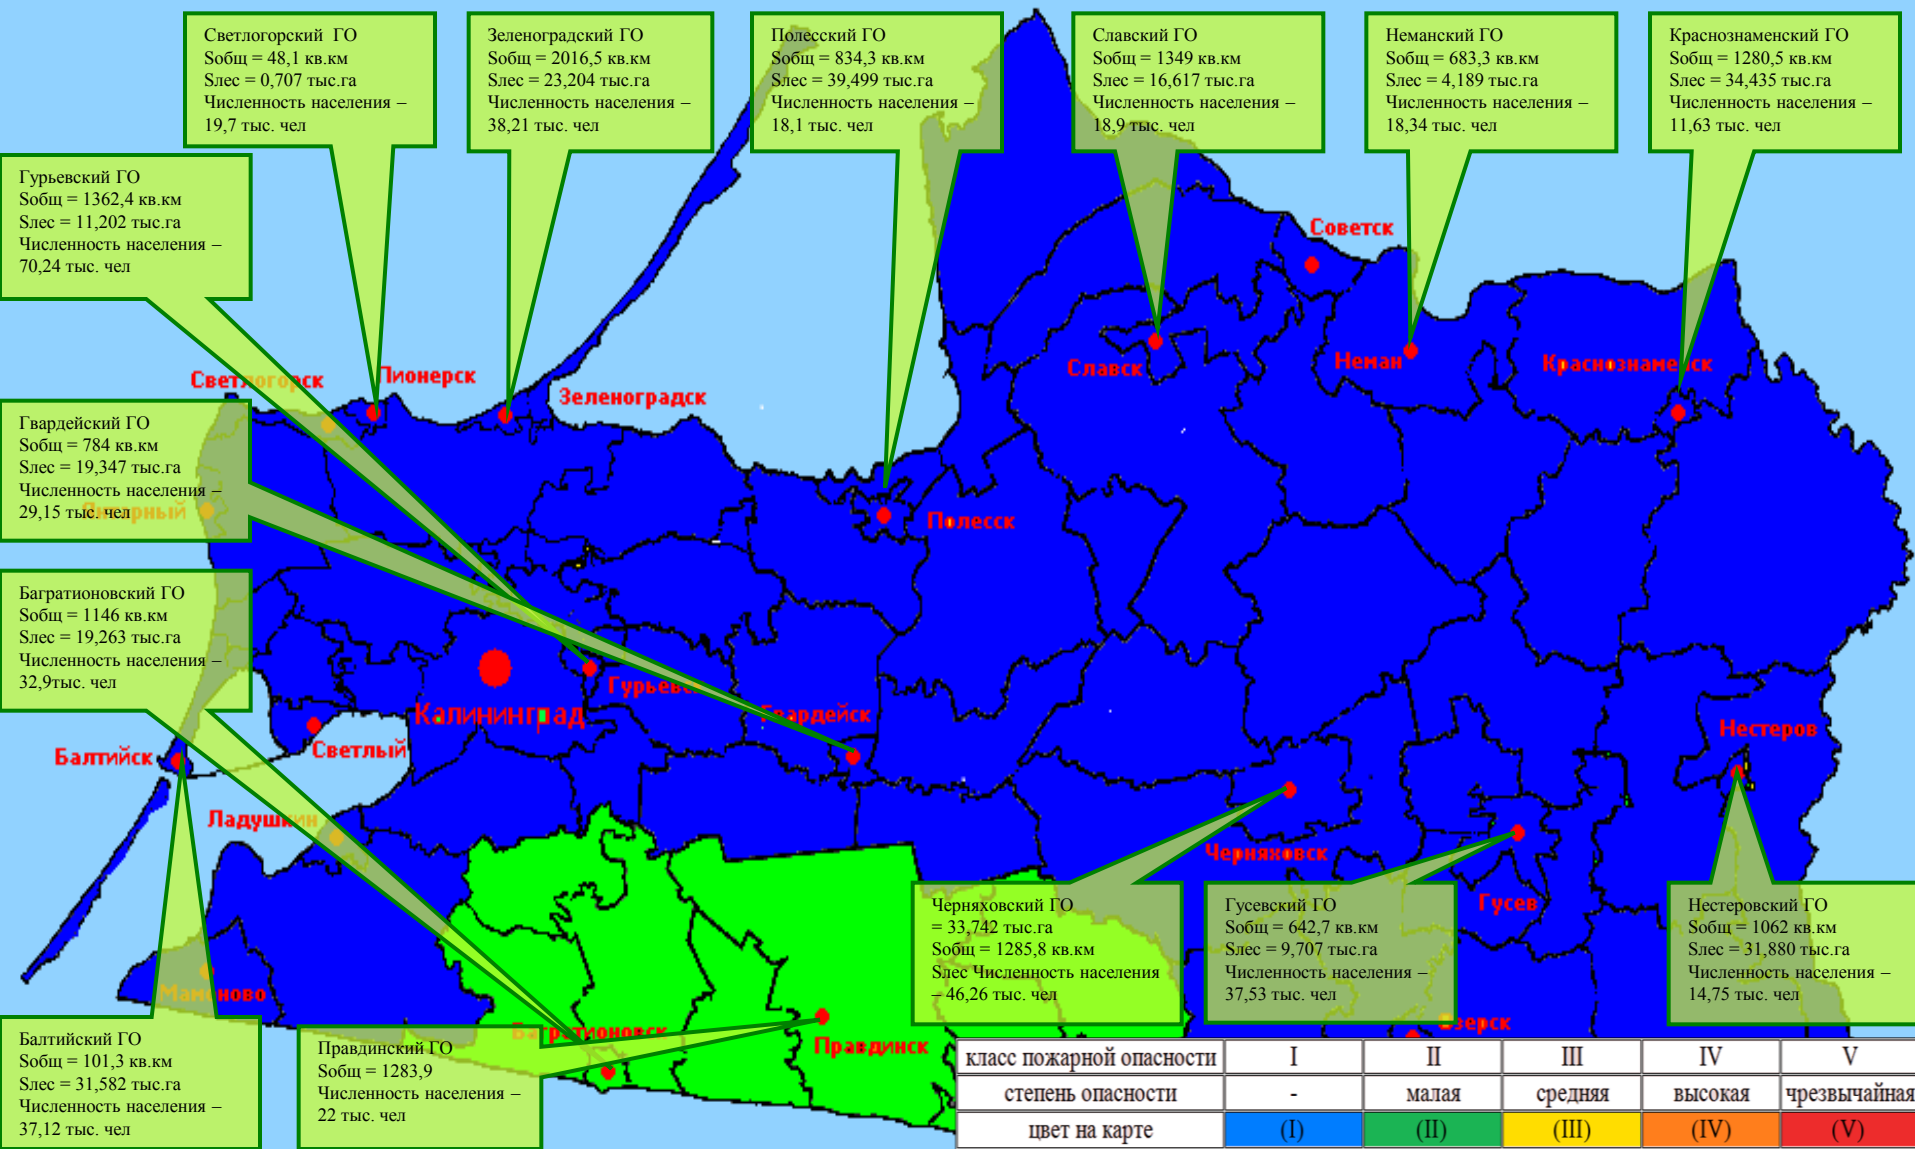 Светлогорский ГО
Sобщ = 48,1 кв.км
Sлес = 0,707 тыс.га
Численность населения –
19,7 тыс. чел
Зеленоградский ГО
Sобщ = 2016,5 кв.км
Sлес = 23,204 тыс.га
Численность населения –
38,21 тыс. чел
Полесский ГО
Sобщ = 834,3 кв.км
Sлес = 39,499 тыс.га
Численность населения –
18,1 тыс. чел
Славский ГО
Sобщ = 1349 кв.км
Sлес = 16,617 тыс.га
Численность населения –
18,9 тыс. чел
Неманский ГО
Sобщ = 683,3 кв.км
Sлес = 4,189 тыс.га
Численность населения –
18,34 тыс. чел
Краснознаменский ГО
Sобщ = 1280,5 кв.км
Sлес = 34,435 тыс.га
Численность населения –
11,63 тыс. чел
Гурьевский ГО
Sобщ = 1362,4 кв.км
Sлес = 11,202 тыс.га
Численность населения –
70,24 тыс. чел
Советск
Славск
Неман
Краснознаменск
Светлогорск
Пионерск
Зеленоградск
Гвардейский ГО
Sобщ = 784 кв.км
Sлес = 19,347 тыс.га
Численность населения –
29,15 тыс. чел
Янтарный
Полесск
Багратионовский ГО
Sобщ = 1146 кв.км
Sлес = 19,263 тыс.га
Численность населения –
32,9тыс. чел
Гурьевск
Калининград
Гвардейск
Нестеров
Балтийск
Светлый
Ладушкин
Черняховск
Гусев
Черняховский ГО
= 33,742 тыс.га
Sобщ = 1285,8 кв.км
Sлес Численность населения
– 46,26 тыс. чел
Гусевский ГО
Sобщ = 642,7 кв.км
Sлес = 9,707 тыс.га
Численность населения –
37,53 тыс. чел
Нестеровский ГО
Sобщ = 1062 кв.км
Sлес = 31,880 тыс.га
Численность населения –
14,75 тыс. чел
Мамоново
Озерск
Багратионовск
Правдинск
Балтийский ГО
Sобщ = 101,3 кв.км
Sлес = 31,582 тыс.га
Численность населения –
37,12 тыс. чел
Правдинский ГО
Sобщ = 1283,9
Численность населения –
22 тыс. чел
класс пожарной опасности I II III IV V
степень опасности - малая средняя высокая чрезвычайная
цвет на карте (I) (II) (III) (IV) (V)